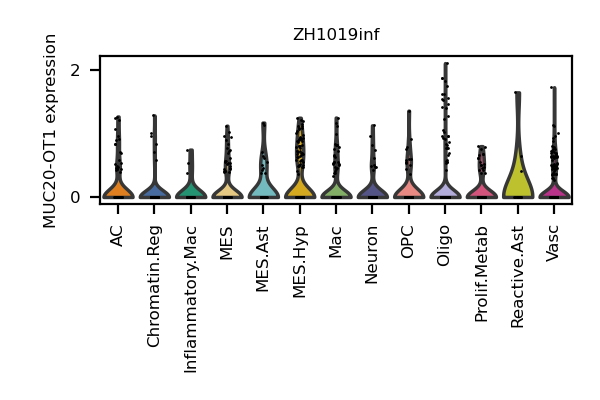 ZH1019inf
MUC20-OT1 expression
2
0
AC
Chromatin.Reg
Inflammatory.Mac
MES
MES.Ast
MES.Hyp
Mac
Neuron
OPC
Oligo
Prolif.Metab
Reactive.Ast
Vasc